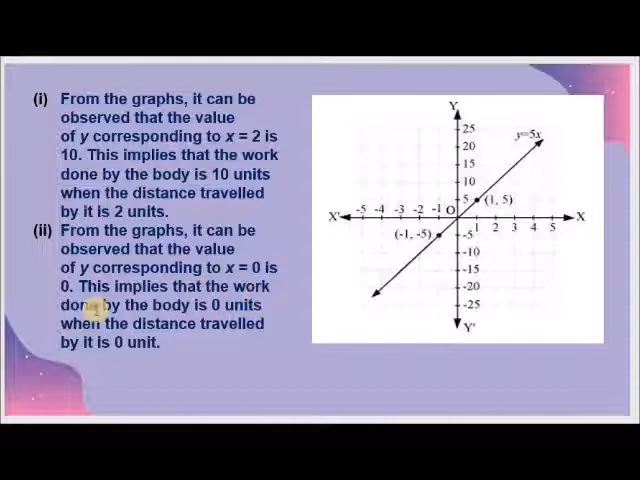 (i) From the graphs, it can be
observed that the value
of y corresponding to x = 2 is
10. This implies that the work
done by the body is 10 units
when the distance travelled
by it is 2 units.
(ii) From the graphs, it can be
observed that the value
of y corresponding to x = 0 is
0. This implies that the work
done by the body is 0 units
when the distance travelled
by it is 0 unit.
Y
25
y=5x
20
15
10
5
(1, 5)
-5 -4 -3 -2 -1 O
X' X
1 2 3 4 5
(-1, -5)
-5
-10
-15
-20
-25
Y'